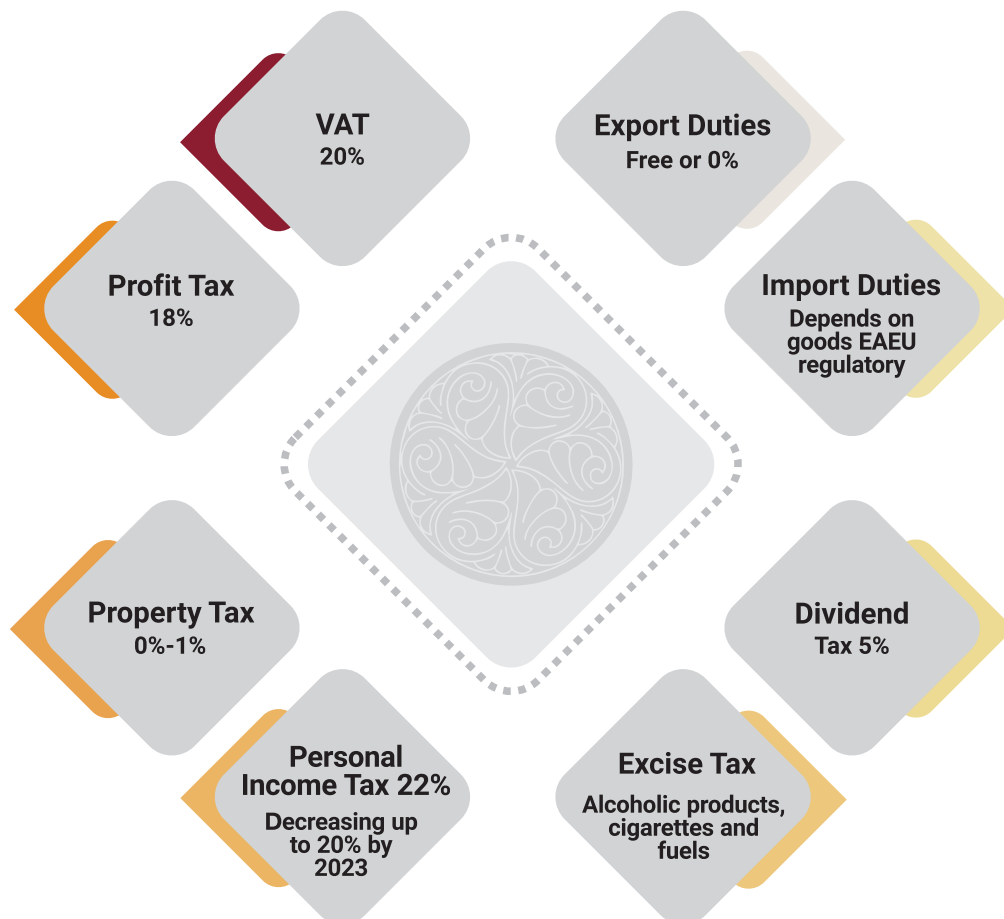 VAT
20%
Export Duties
Free or 0%
Profit Tax
18%
Import Duties
Depends on
goods EAEU
regulatory
Property Tax
0%-1%
Dividend
Tax 5%
Personal
Income Tax 22%
Decreasing up
to 20% by
2023
Excise Tax
Alcoholic products,
cigarettes and
fuels